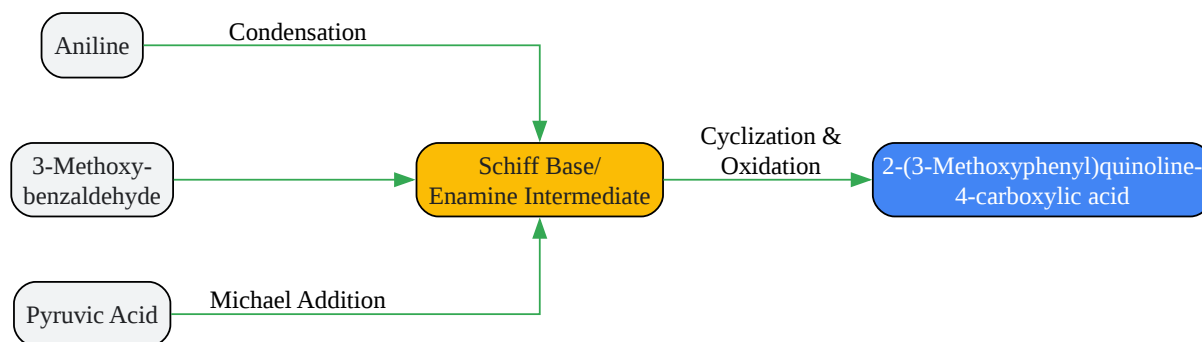 Aniline
Condensation
3-Methoxy-
benzaldehyde
Schiff Base/
Enamine Intermediate
Cyclization &
Oxidation
2-(3-Methoxyphenyl)quinoline-
4-carboxylic acid
Pyruvic Acid
Michael Addition